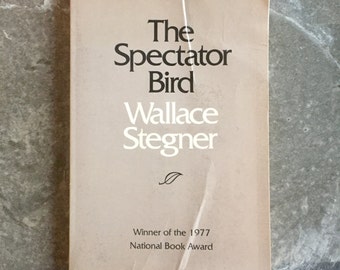 The
Spectator
Bird
Wallace
Stegner
Winner of the 1977
National Book Award